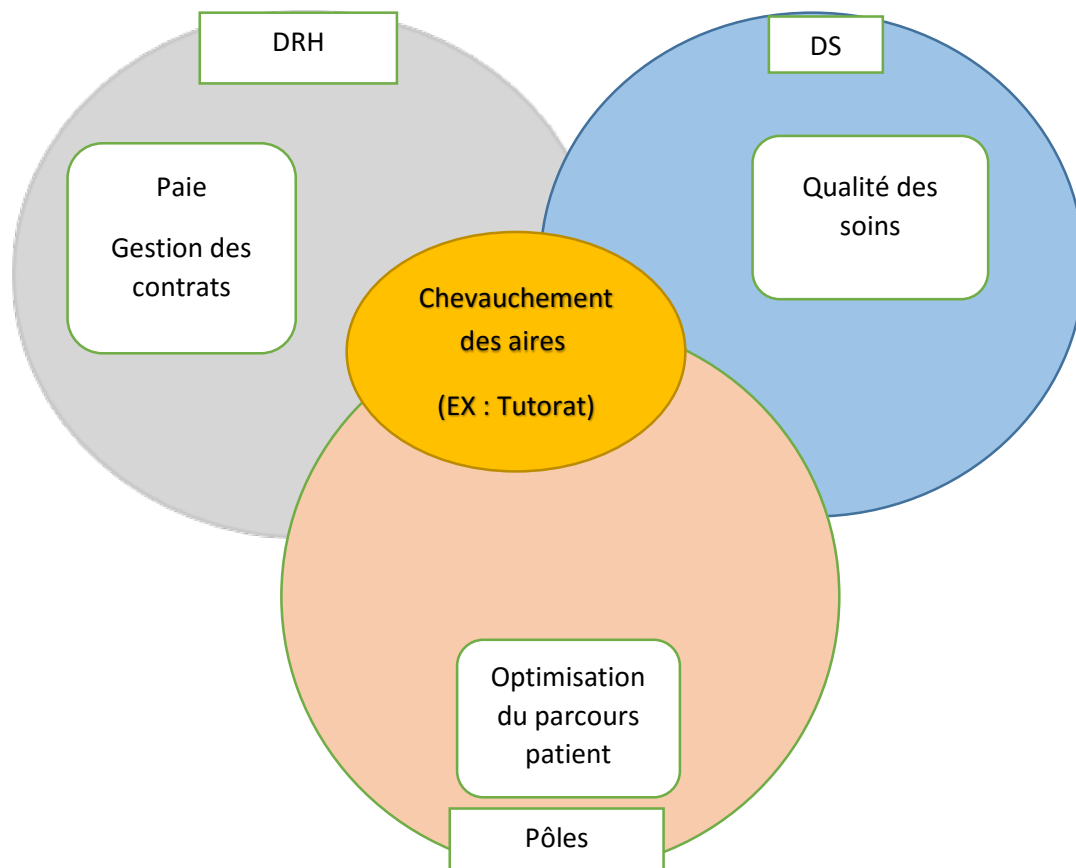 DRH
DS
Paie
Gestion des
contrats
Qualité des
soins
Chevauchement
des aires
(EX : Tutorat)
Optimisation
du parcours
patient
Pôles